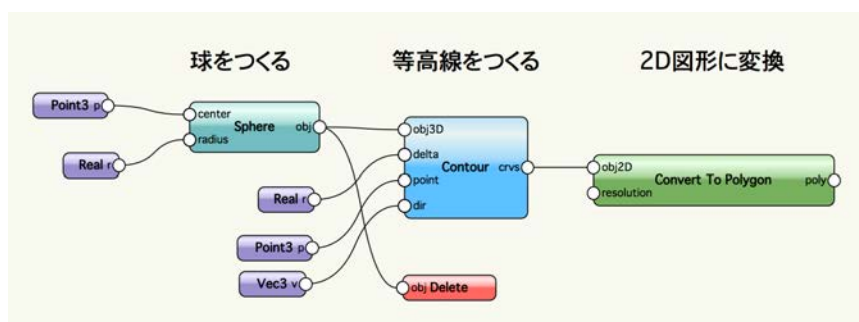 球をつくる
等高線をつくる
2D図形に変換
Point3 p
center
Sphere obj
radius
Real r
obj3D
delta
Contour crvs
point
dir
Real r
Point3 p
Vec3 v
obj Delete
obj2D
Convert To Polygon poly
resolution